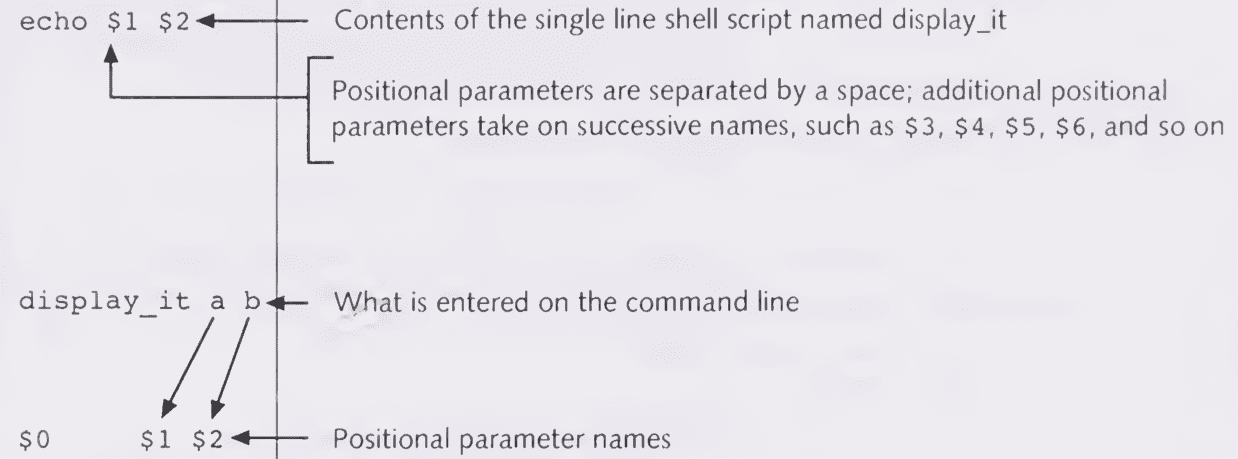 echo $1 $2
Contents of the single line shell script named display_it
Positional parameters are separated by a space; additional positional
parameters take on successive names, such as $3, $4, $5, $6, and so on
display_it a b
What is entered on the command line
$0 $1 $2
Positional parameter names